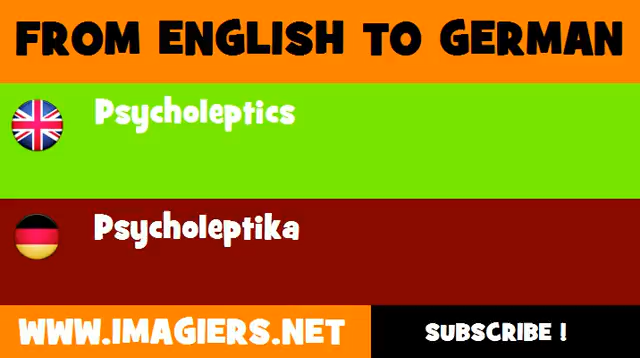 FROM ENGLISH TO GERMAN
Psycholeptics
Psycholeptika
WWW.IMAGIERS.NET
SUBSCRIBE !